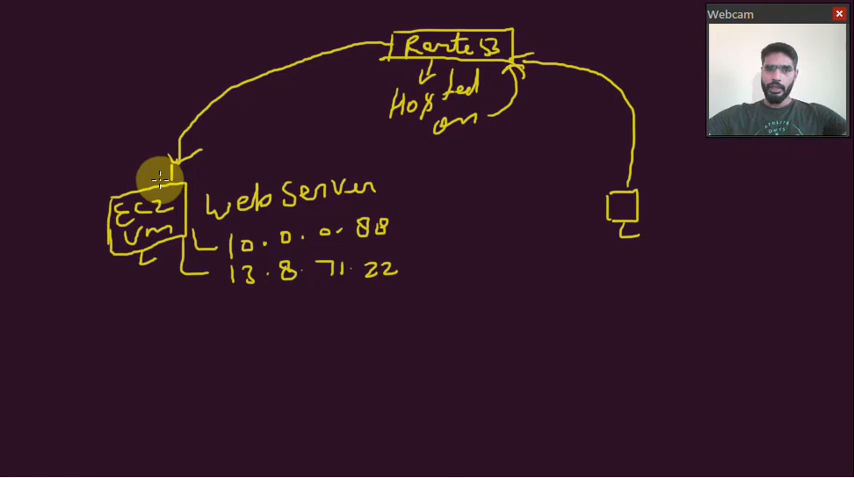 Webcam
Route 53
Hosted
on
EC2
VM
Web Server
10.0.0.88
13.8.71.22